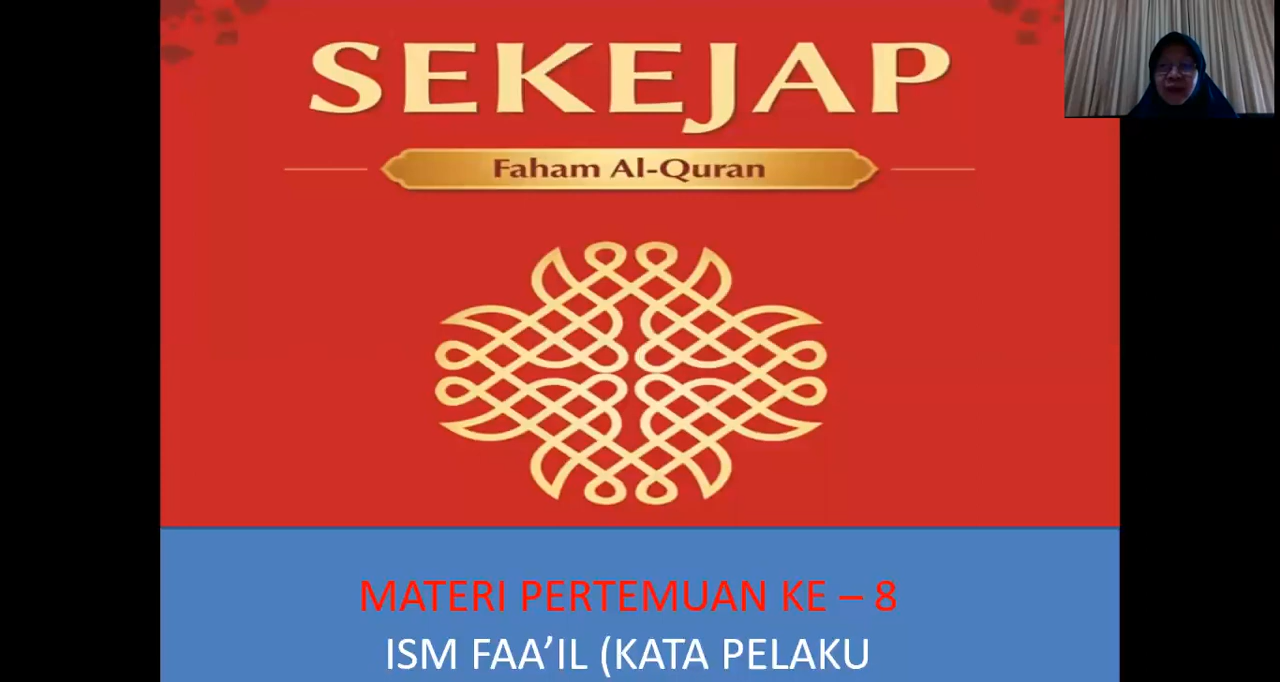 SEKEJAP
Faham Al-Quran
MATERI PERTEMUAN KE – 8
ISM FAA’IL (KATA PELAKU